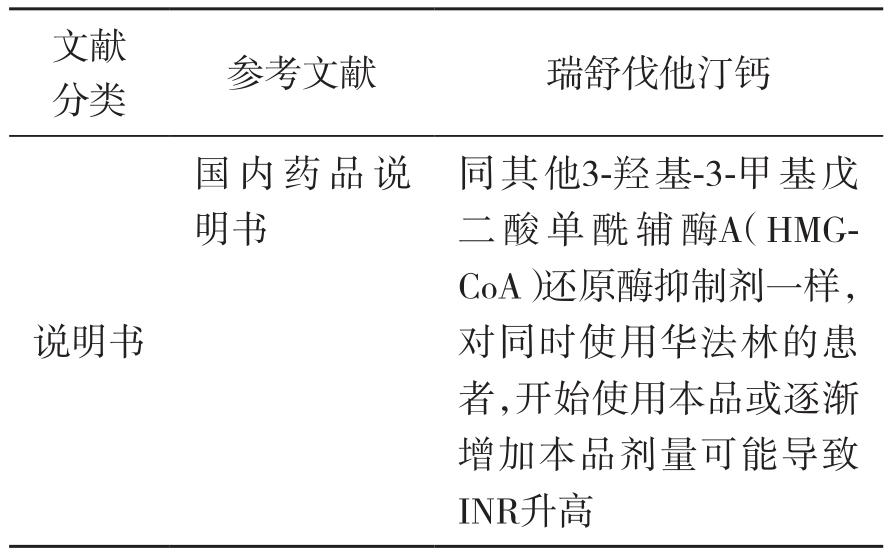 文献
分类
参考文献
瑞舒伐他汀钙
说明书
国内药品说
明书
同其他3-羟基-3-甲基戊
二酸单酰辅酶A(HMG-
CoA)还原酶抑制剂一样,
对同时使用华法林的患
者,开始使用本品或逐渐
增加本品剂量可能导致
INR升高